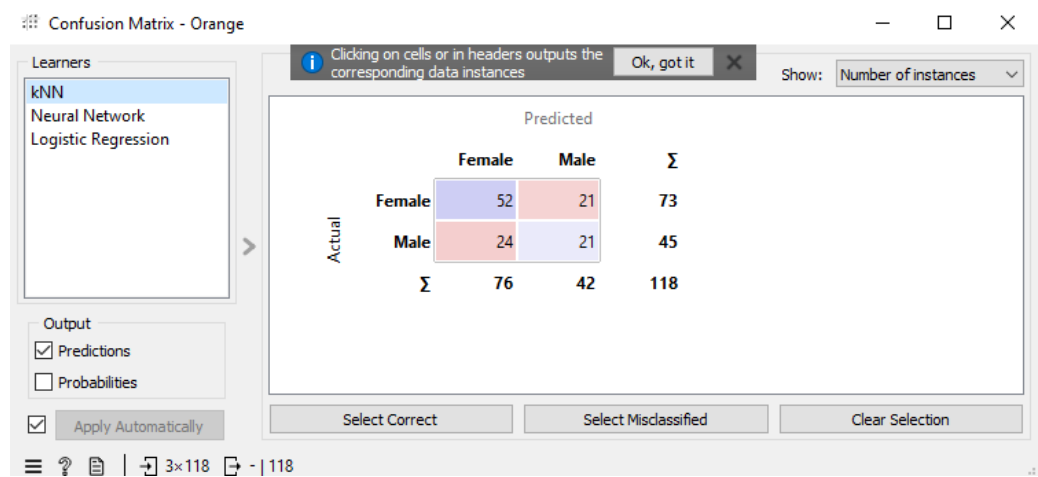 Confusion Matrix - Orange
Learners
kNN
Neural Network
Logistic Regression
Output
Predictions
Probabilities
Apply Automatically
Clicking on cells or in headers outputs the
corresponding data instances
Ok, got it
Show: Number of instances
Predicted
Female Male Σ
Actual
Female 52 21 73
Male 24 21 45
Σ 76 42 118
Select Correct
Select Misclassified
Clear Selection
3×118 - | 118